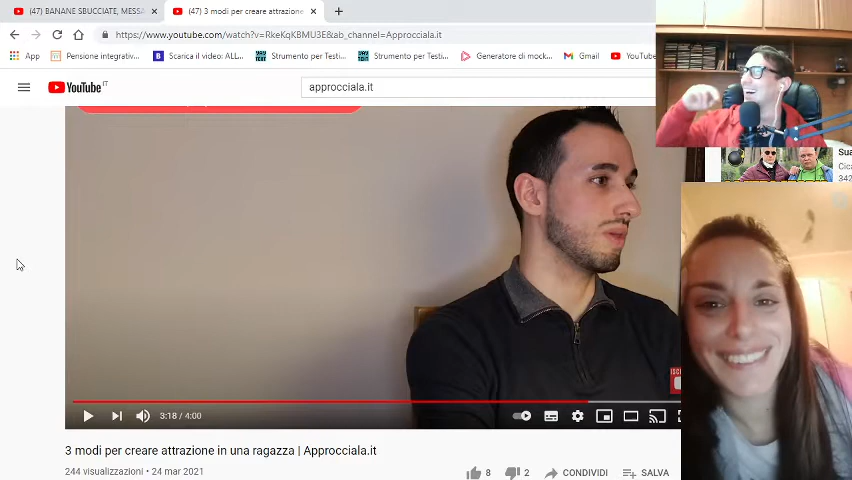 (47) BANANE SBUCCIATE, MESSA
(47) 3 modi per creare attrazione
https://www.youtube.com/watch?v=RkeKqKBMU3E&ab_channel=Approcciala.it
App
Pensione integrativ...
Scarica il video: ALL...
Strumento per Testi...
Strumento per Testi...
Generatore di mock...
Gmail
YouTube
YouTube IT
approcciala.it
Sua
Cica
342
3:18 / 4:00
3 modi per creare attrazione in una ragazza | Approcciala.it
244 visualizzazioni • 24 mar 2021
8
2
CONDIVIDI
SALVA